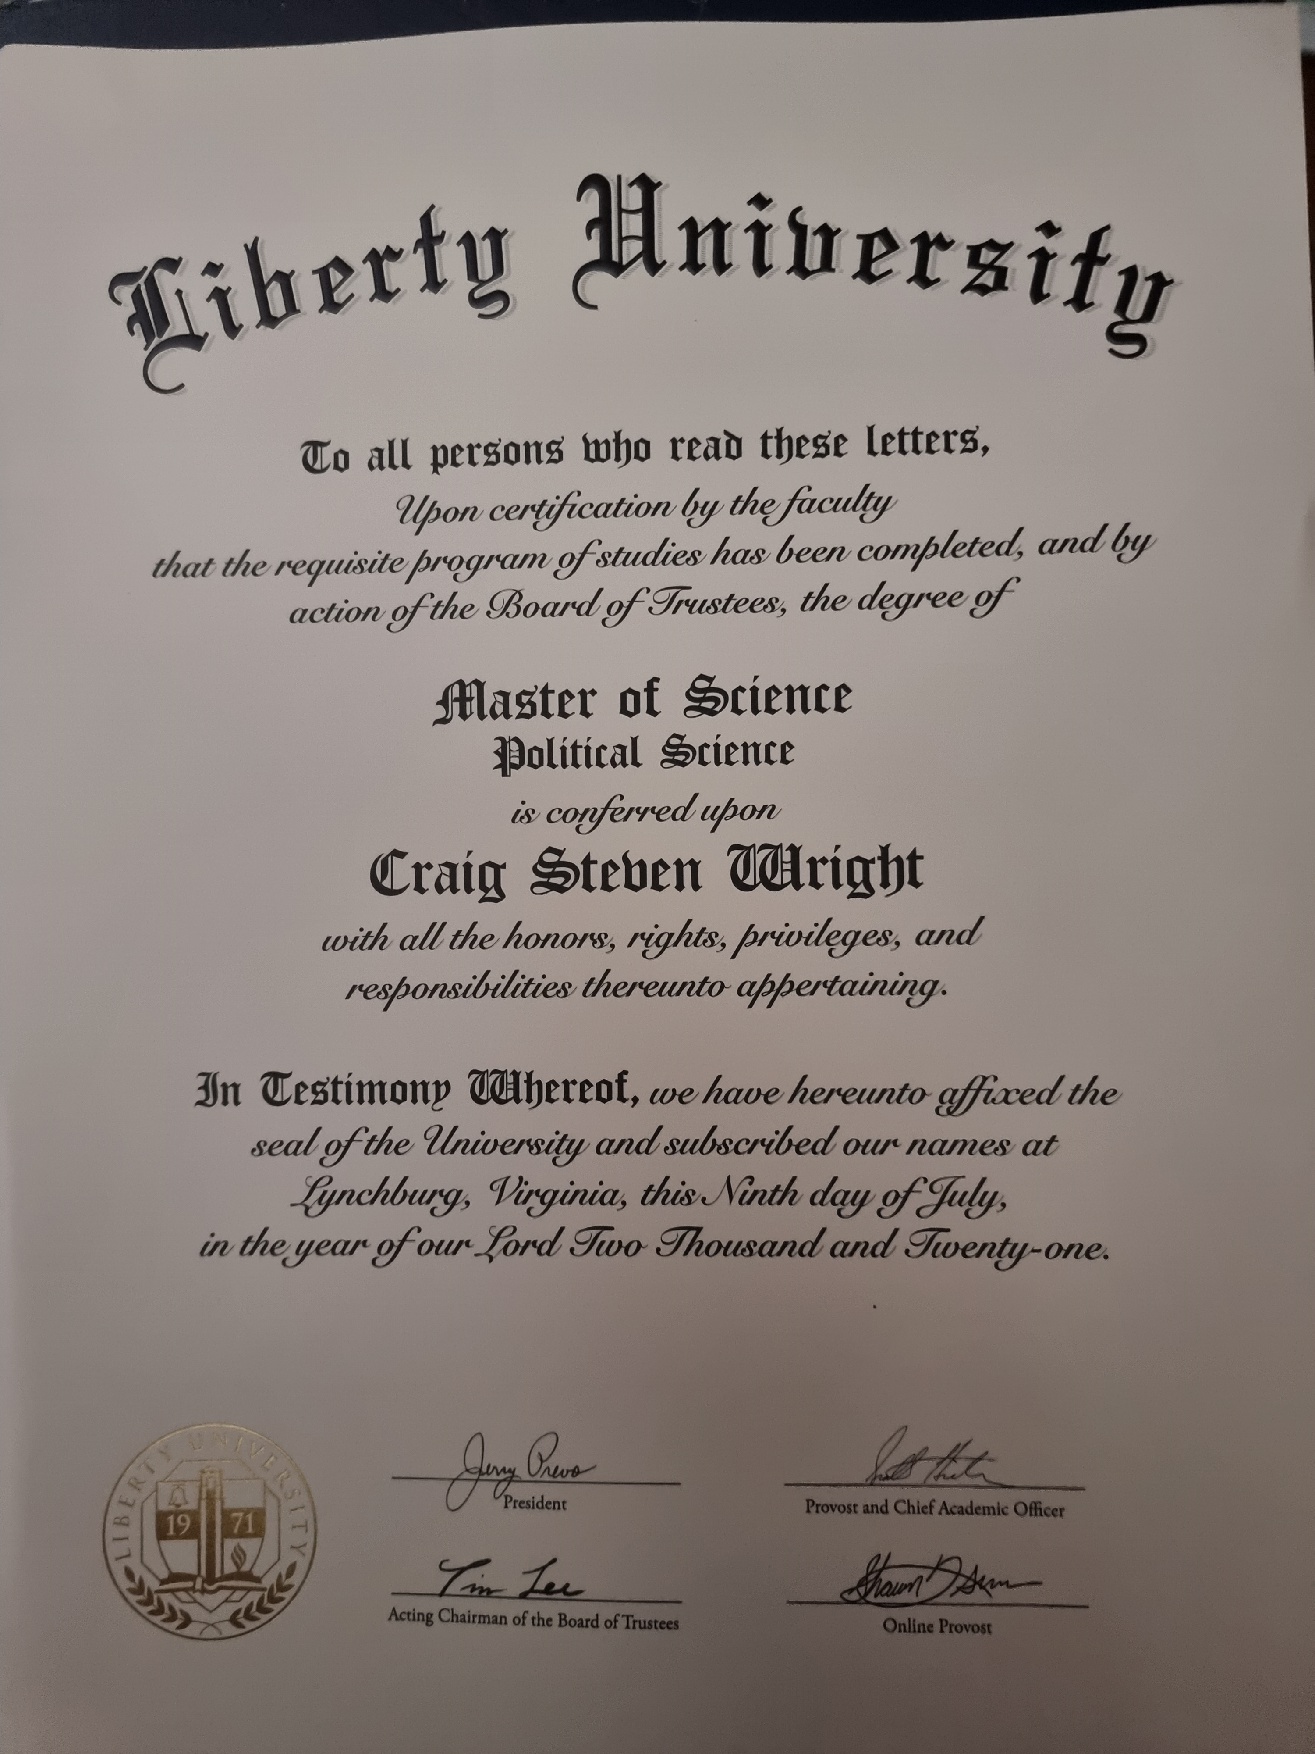 Liberty University
To all persons who read these letters,
Upon certification by the faculty
that the requisite program of studies has been completed, and by
action of the Board of Trustees, the degree of
Master of Science
Political Science
is conferred upon
Craig Steven Wright
with all the honors, rights, privileges, and
responsibilities thereunto appertaining.
In Testimony Whereof, we have hereunto affixed the
seal of the University and subscribed our names at
Lynchburg, Virginia, this Ninth day of July,
in the year of our Lord Two Thousand and Twenty-one.
LIBERTY UNIVERSITY
19 71
Jerry Prevo
President
Provost and Chief Academic Officer
Tim Lee
Acting Chairman of the Board of Trustees
Shawn D
Online Provost